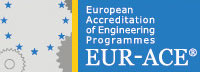 European
Accreditation
of Engineering
Programmes
EUR-ACE®